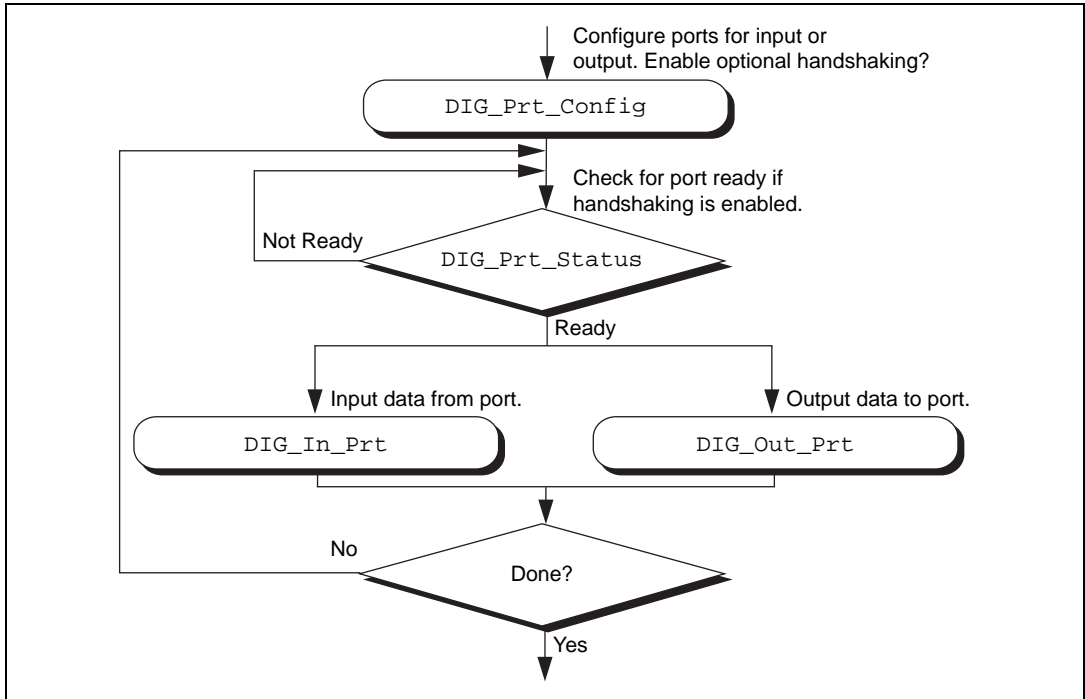 Configure ports for input or
output. Enable optional handshaking?
DIG_Prt_Config
Check for port ready if
handshaking is enabled.
Not Ready
DIG_Prt_Status
Ready
Input data from port.
Output data to port.
DIG_In_Prt
DIG_Out_Prt
No
Done?
Yes